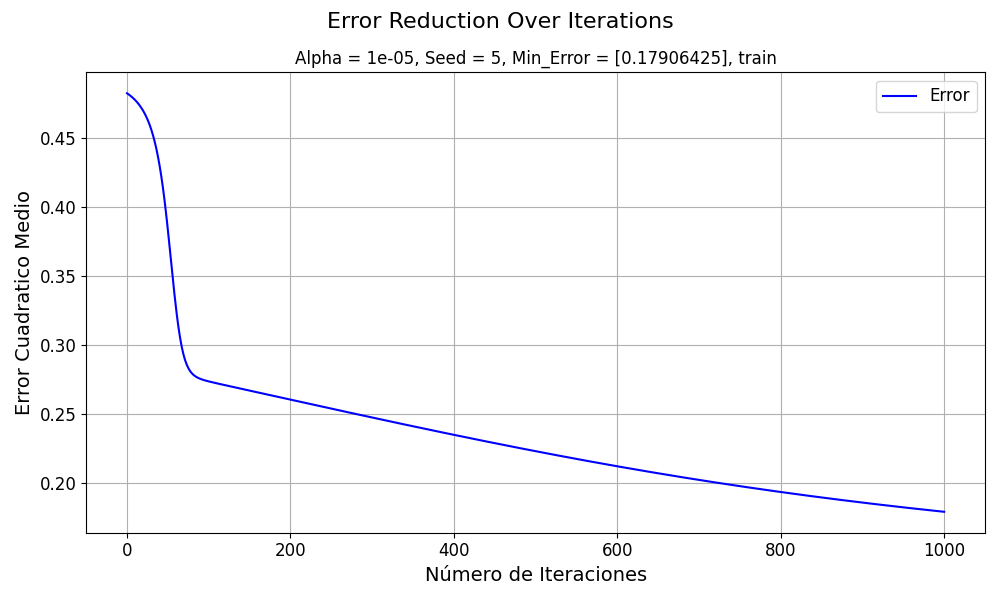 Error Reduction Over Iterations
Alpha = 1e-05, Seed = 5, Min_Error = [0.17906425], train
Error
Error Cuadratico Medio
0.45
0.40
0.35
0.30
0.25
0.20
0 200 400 600 800 1000
Número de Iteraciones